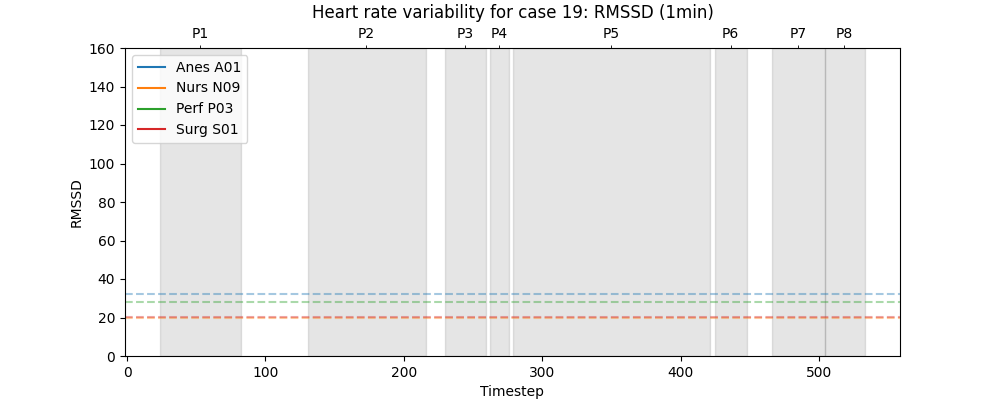 Heart rate variability for case 19: RMSSD (1min)
P1 P2 P3 P4 P5 P6 P7 P8
160
140
120
100
80
60
40
20
0
RMSSD
Anes A01
Nurs N09
Perf P03
Surg S01
0 100 200 300 400 500
Timestep